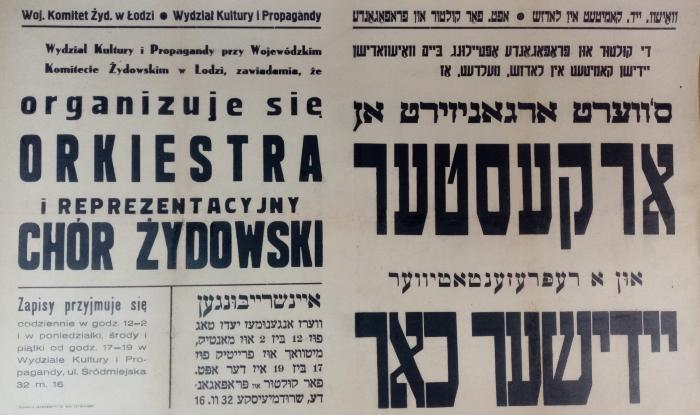 Woj. Komitet Żyd. w Łodzi ● Wydział Kultury i Propagandy
Wydział Kultury i Propagandy przy Wojewódzkim
Komitecie Żydowskim w Łodzi, zawiadamia, że
organizuje się
ORKIESTRA
i REPREZENTACYJNY
CHÓR ŻYDOWSKI
Zapisy przyjmuje się
codziennie w godz. 12–2
i w poniedziałki, środy i
piątki od godz. 17–19 w
Wydziale Kultury i Pro-
pagandy, ul. Śródmiejska
32 m. 16
איינשרייבונגען
ווערן אנגענומען יעדן טאג
פון 12 ביז 2 און מאנטיק,
מיטוואך און פרייטיק פון
17 ביז 19 אין דער אפט.
פאר קולטור און פראפאגאנ-
דע, שרודמיעיסקע 32 וו. 16
וואיעוו. ייד. קאמיטעט אין לאדזש ● אפט. פאר קולטור און פראפאגאנדע
די קולטור און פראפאגאנדע אפטיילונג ביים וואיעוואדישן
יידישן קאמיטעט אין לאדזש, מעלדעט, אז
ס'ווערט ארגאניזירט אן
ארקעסטער
און א רעפרעזענטאטיווער
יידישער כאר